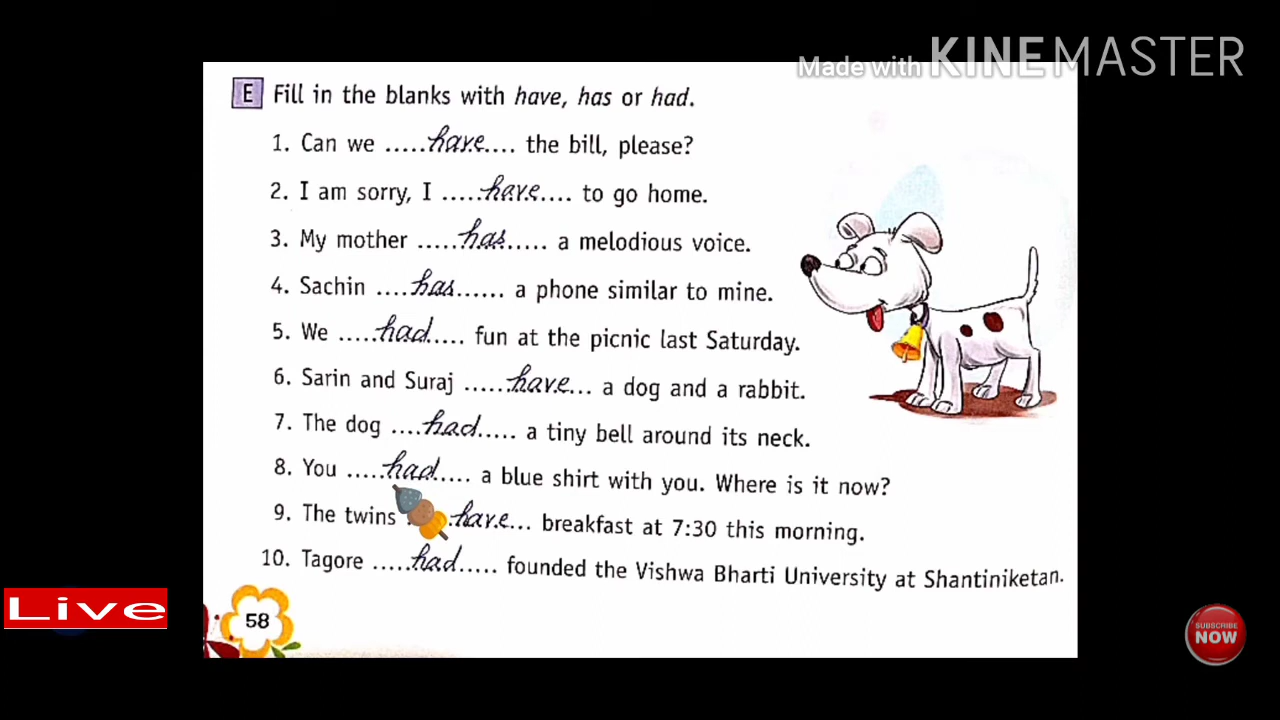 Made with KINEMASTER
E Fill in the blanks with have, has or had.
1. Can we .....have.... the bill, please?
2. I am sorry, I .....have.... to go home.
3. My mother .....has..... a melodious voice.
4. Sachin ....has...... a phone similar to mine.
5. We .....had..... fun at the picnic last Saturday.
6. Sarin and Suraj .....have... a dog and a rabbit.
7. The dog ....had..... a tiny bell around its neck.
8. You .....had..... a blue shirt with you. Where is it now?
9. The twins have... breakfast at 7:30 this morning.
10. Tagore .....had..... founded the Vishwa Bharti University at Shantiniketan.
Live
58
SUBSCRIBE
NOW